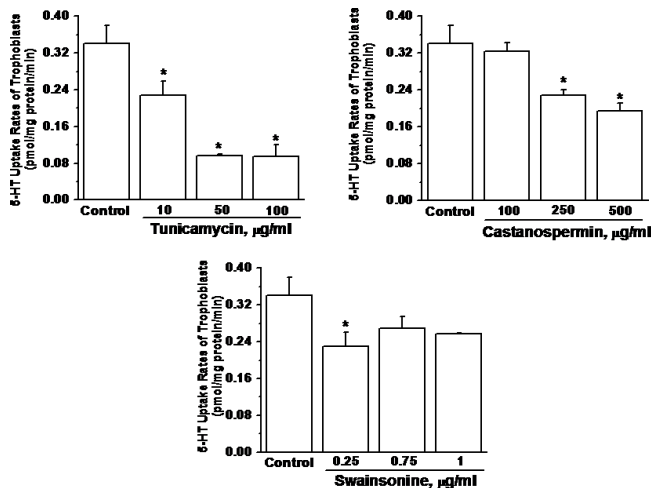 5-HT Uptake Rates of Trophoblasts
(pmol/mg protein/min)
0.40
0.32
0.24
0.16
0.08
0.00
*
*
*
Control 10 50 100
Tunicamycin, μg/ml
5-HT Uptake Rates of Trophoblasts
(pmol/mg protein/min)
0.40
0.32
0.24
0.16
0.08
0.00
*
*
Control 100 250 500
Castanospermin, μg/ml
5-HT Uptake Rates of Trophoblasts
(pmol/mg protein/min)
0.40
0.32
0.24
0.16
0.08
0.00
*
Control 0.25 0.75 1
Swainsonine, μg/ml